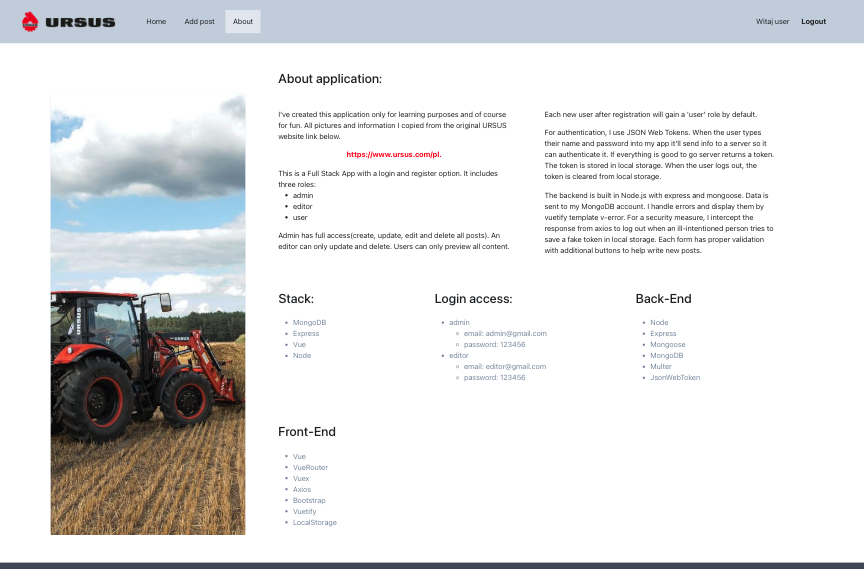 URSUS
Home Add post About
Witaj user Logout
About application:
I've created this application only for learning purposes and of course
for fun. All pictures and information I copied from the original URSUS
website link below.
https://www.ursus.com/pl.
This is a Full Stack App with a login and register option. It includes
three roles:
• admin
• editor
• user
Admin has full access(create, update, edit and delete all posts). An
editor can only update and delete. Users can only preview all content.
Each new user after registration will gain a 'user' role by default.
For authentication, I use JSON Web Tokens. When the user types
their name and password into my app it'll send info to a server so it
can authenticate it. If everything is good to go server returns a token.
The token is stored in local storage. When the user logs out, the
token is cleared from local storage.
The backend is built in Node.js with express and mongoose. Data is
sent to my MongoDB account. I handle errors and display them by
vuetify template v-error. For a security measure, I intercept the
response from axios to log out when an ill-intentioned person tries to
save a fake token in local storage. Each form has proper validation
with additional buttons to help write new posts.
Stack:
• MongoDB
• Express
• Vue
• Node
Login access:
• admin
◦ email: admin@gmail.com
◦ password: 123456
• editor
◦ email: editor@gmail.com
◦ password: 123456
Back-End
• Node
• Express
• Mongoose
• MongoDB
• Multer
• JsonWebToken
Front-End
• Vue
• VueRouter
• Vuex
• Axios
• Bootstrap
• Vuetify
• LocalStorage
URSUS
URSUS